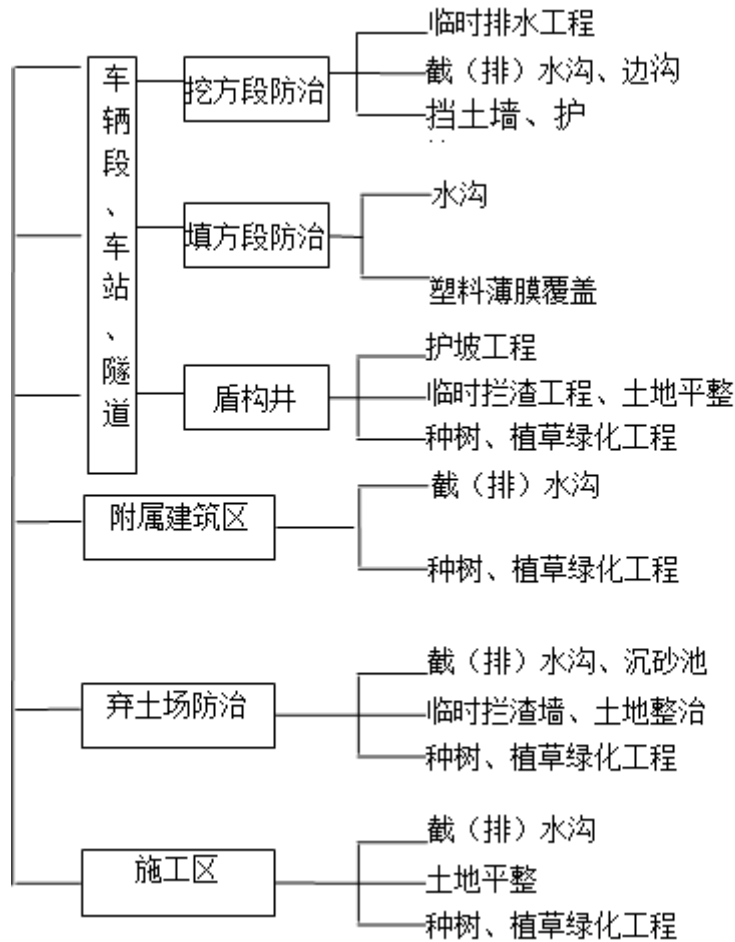 车辆段、车站、隧道
挖方段防治
临时排水工程
截（排）水沟、边沟
挡土墙、护
填方段防治
水沟
塑料薄膜覆盖
盾构井
护坡工程
临时拦渣工程、土地平整
种树、植草绿化工程
附属建筑区
截（排）水沟
种树、植草绿化工程
弃土场防治
截（排）水沟、沉砂池
临时拦渣墙、土地整治
种树、植草绿化工程
施工区
截（排）水沟
土地平整
种树、植草绿化工程